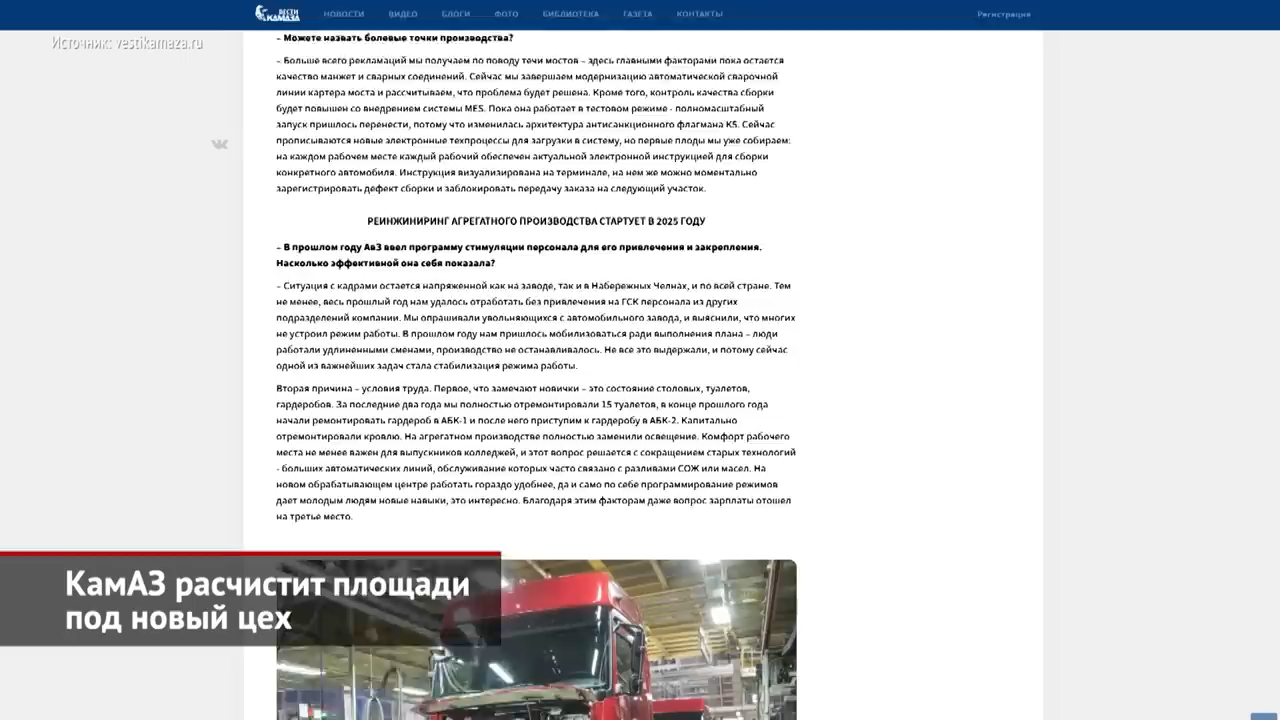 ВЕСТИ
КАМАЗА
НОВОСТИ ВИДЕО БЛОГИ ФОТО БИБЛИОТЕКА ГАЗЕТА КОНТАКТЫ Регистрация
Источник: vestikamaza.ru
– Можете назвать болевые точки производства?
– Больше всего рекламаций мы получаем по поводу течи мостов – здесь главными факторами пока остается
качество манжет и сварных соединений. Сейчас мы завершаем модернизацию автоматической сварочной
линии картера моста и рассчитываем, что проблема будет решена. Кроме того, контроль качества сборки
будет повышен со внедрением системы MES. Пока она работает в тестовом режиме - полномасштабный
запуск пришлось перенести, потому что изменилась архитектура антисанкционного флагмана К5. Сейчас
прописываются новые электронные техпроцессы для загрузки в систему, но первые плоды мы уже собираем:
на каждом рабочем месте каждый рабочий обеспечен актуальной электронной инструкцией для сборки
конкретного автомобиля. Инструкция визуализирована на терминале, на нем же можно моментально
зарегистрировать дефект сборки и заблокировать передачу заказа на следующий участок.
РЕИНЖИНИРИНГ АГРЕГАТНОГО ПРОИЗВОДСТВА СТАРТУЕТ В 2025 ГОДУ
– В прошлом году АвЗ ввел программу стимуляции персонала для его привлечения и закрепления.
Насколько эффективной она себя показала?
– Ситуация с кадрами остается напряженной как на заводе, так и в Набережных Челнах, и по всей стране. Тем
не менее, весь прошлый год нам удалось отработать без привлечения на ГСК персонала из других
подразделений компании. Мы опрашивали увольняющихся с автомобильного завода, и выяснили, что многих
не устроил режим работы. В прошлом году нам пришлось мобилизоваться ради выполнения плана – люди
работали удлиненными сменами, производство не останавливалось. Не все это выдержали, и потому сейчас
одной из важнейших задач стала стабилизация режима работы.
Вторая причина – условия труда. Первое, что замечают новички – это состояние столовых, туалетов,
гардеробов. За последние два года мы полностью отремонтировали 15 туалетов, в конце прошлого года
начали ремонтировать гардероб в АБК-1 и после него приступим к гардеробу в АБК-2. Капитально
отремонтировали кровлю. На агрегатном производстве полностью заменили освещение. Комфорт рабочего
места не менее важен для выпускников колледжей, и этот вопрос решается с сокращением старых технологий
- больших автоматических линий, обслуживание которых часто связано с разливами СОЖ или масел. На
новом обрабатывающем центре работать гораздо удобнее, да и само по себе программирование режимов
дает молодым людям новые навыки, это интересно. Благодаря этим факторам даже вопрос зарплаты отошел
на третье место.
КамАЗ расчистит площади
под новый цех